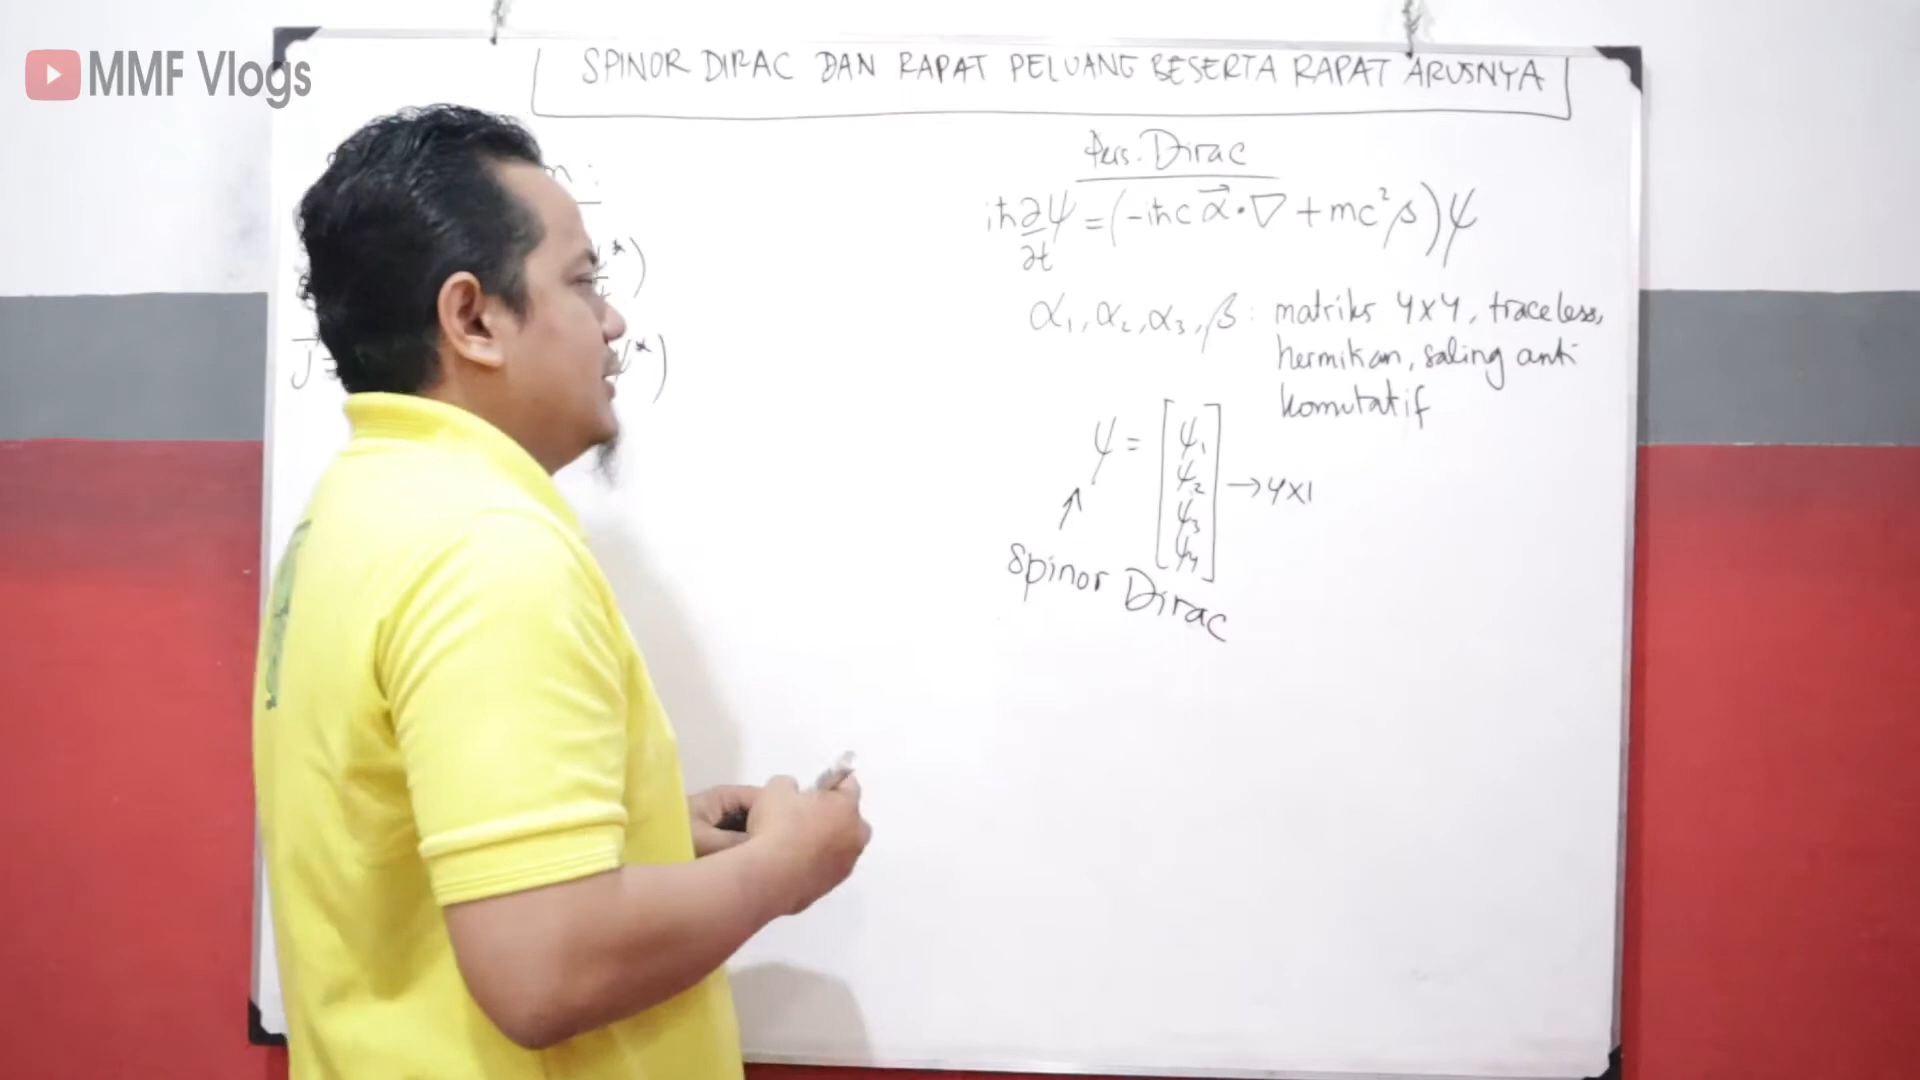 MMF Vlogs
SPINOR DIRAC DAN RAPAT PELUANG BESERTA RAPAT ARUSNYA
Pers. Dirac
iħ ∂ψ/∂t = (-iħc α⃗ • ∇ + mc² β) ψ
α₁, α₂, α₃, β : matriks 4x4, traceless,
hermitian, saling anti
komutatif
ψ = [ψ₁ ψ₂ ψ₃ ψ₄] → 4x1
Spinor Dirac